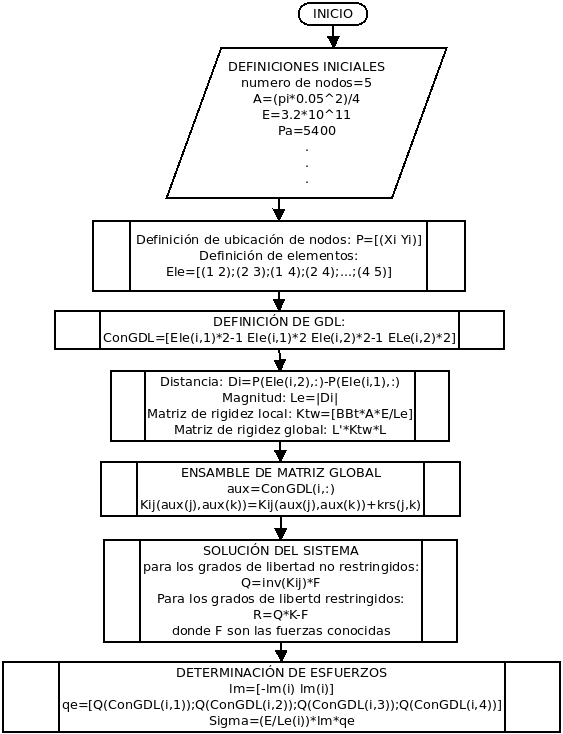 INICIO
DEFINICIONES INICIALES
numero de nodos=5
A=(pi*0.05^2)/4
E=3.2*10^11
Pa=5400
.
.
.
Definición de ubicación de nodos: P=[(Xi Yi)]
Definición de elementos:
Ele=[(1 2);(2 3);(1 4);(2 4);...;(4 5)]
DEFINICIÓN DE GDL:
ConGDL=[Ele(i,1)*2-1 Ele(i,1)*2 Ele(i,2)*2-1 ELe(i,2)*2]
Distancia: Di=P(Ele(i,2),:)-P(Ele(i,1),:)
Magnitud: Le=|Di|
Matriz de rigidez local: Ktw=[BBt*A*E/Le]
Matriz de rigidez global: L'*Ktw*L
ENSAMBLE DE MATRIZ GLOBAL
aux=ConGDL(i,:)
Kij(aux(j),aux(k))=Kij(aux(j),aux(k))+krs(j,k)
SOLUCIÓN DEL SISTEMA
para los grados de libertad no restringidos:
Q=inv(Kij)*F
Para los grados de libertd restringidos:
R=Q*K-F
donde F son las fuerzas conocidas
DETERMINACIÓN DE ESFUERZOS
lm=[-lm(i) lm(i)]
qe=[Q(ConGDL(i,1));Q(ConGDL(i,2));Q(ConGDL(i,3));Q(ConGDL(i,4))]
Sigma=(E/Le(i))*lm*qe